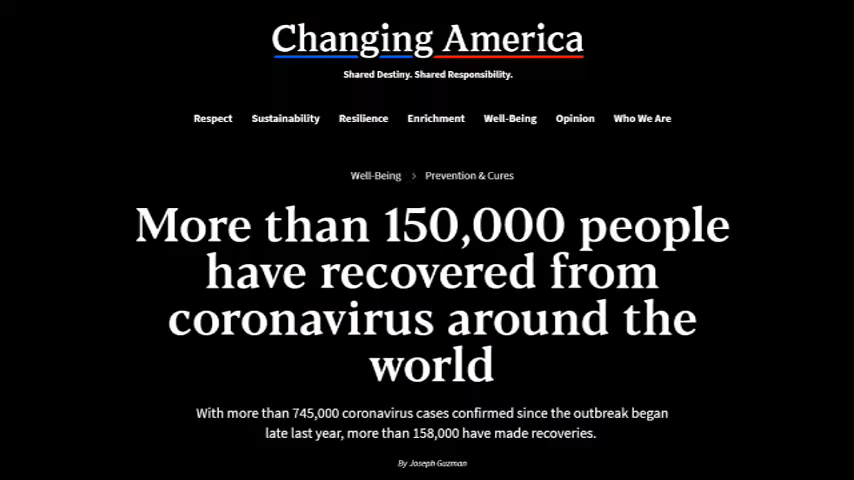 Changing America
Shared Destiny. Shared Responsibility.
Respect Sustainability Resilience Enrichment Well-Being Opinion Who We Are
Well-Being > Prevention & Cures
More than 150,000 people
have recovered from
coronavirus around the
world
With more than 745,000 coronavirus cases confirmed since the outbreak began
late last year, more than 158,000 have made recoveries.
By Joseph Guzman